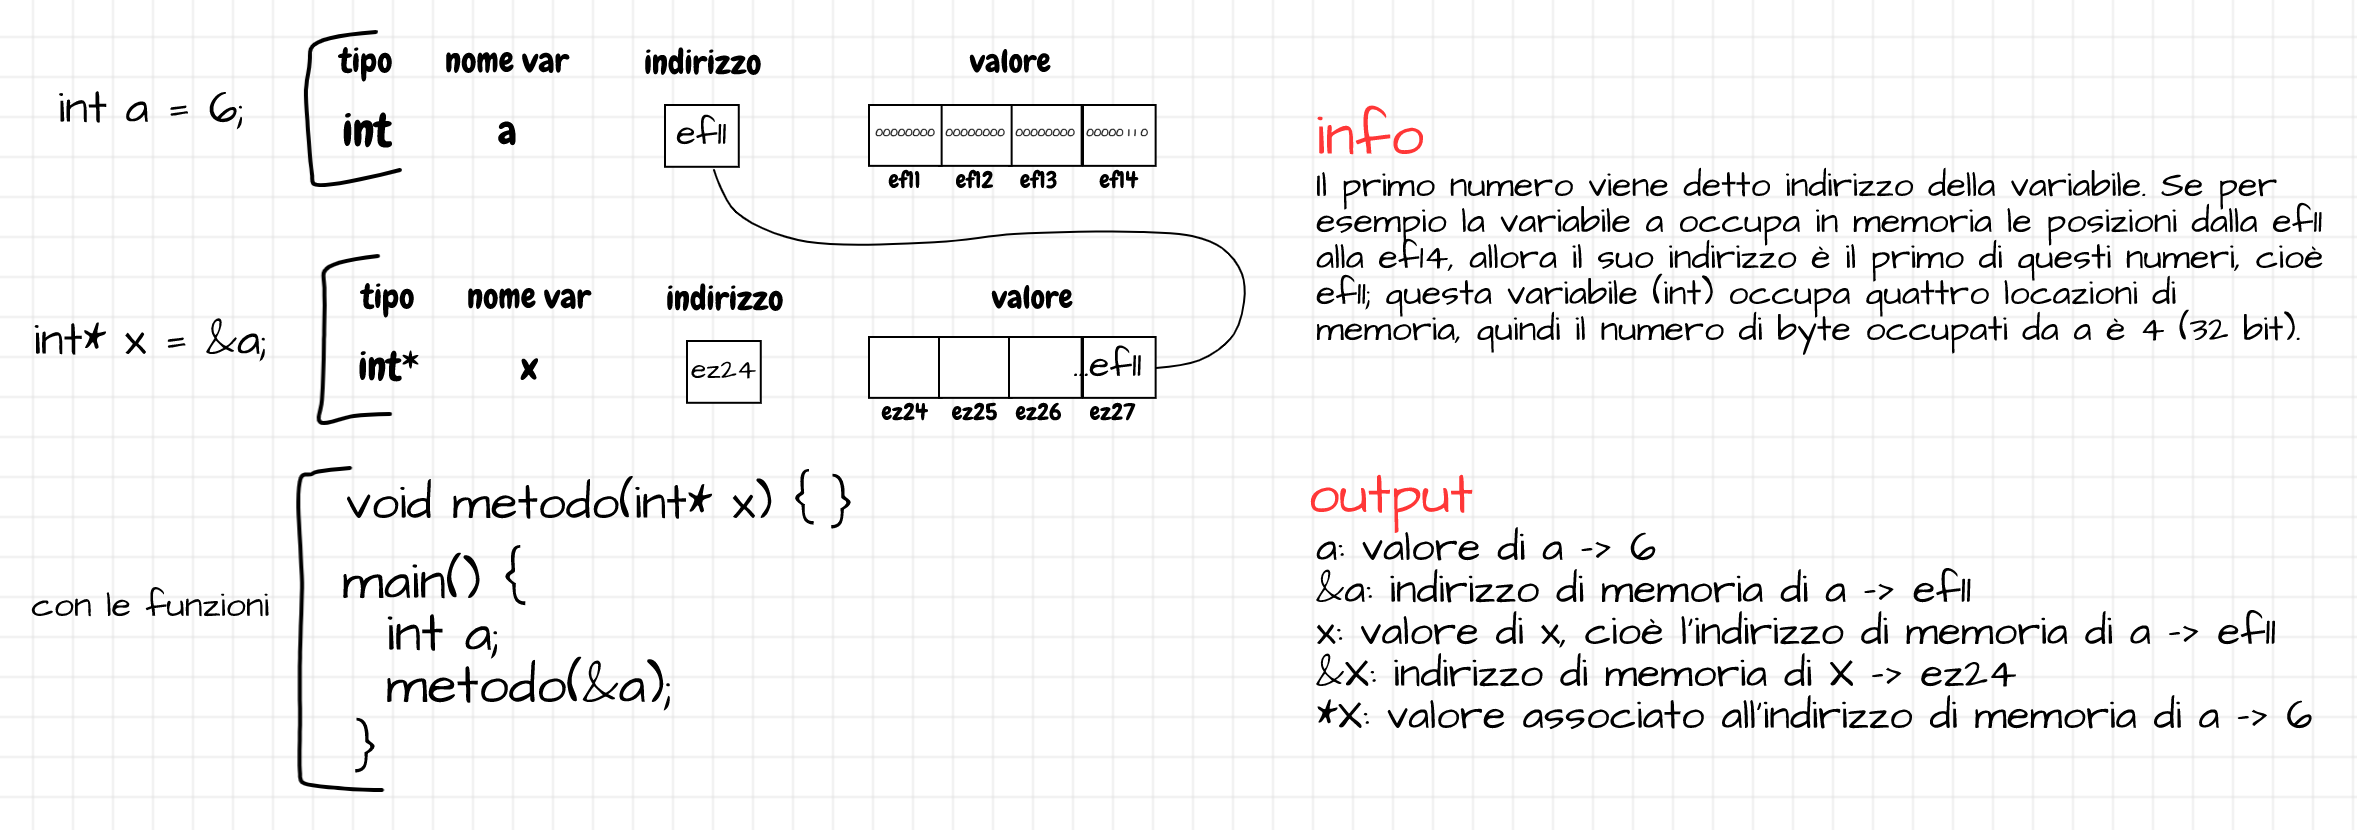 int a = 6;
tipo nome var indirizzo valore
int a ef11 00000000 00000000 00000000 00000110
ef11 ef12 ef13 ef14
int* x = &a;
tipo nome var indirizzo valore
int* x ez24 ...ef11
ez24 ez25 ez26 ez27
con le funzioni
void metodo(int* x) { }
main() {
int a;
metodo(&a);
}
info
Il primo numero viene detto indirizzo della variabile. Se per
esempio la variabile a occupa in memoria le posizioni dalla ef11
alla ef14, allora il suo indirizzo è il primo di questi numeri, cioè
ef11; questa variabile (int) occupa quattro locazioni di
memoria, quindi il numero di byte occupati da a è 4 (32 bit).
output
a: valore di a -> 6
&a: indirizzo di memoria di a -> ef11
x: valore di x, cioè l'indirizzo di memoria di a -> ef11
&X: indirizzo di memoria di X -> ez24
*X: valore associato all'indirizzo di memoria di a -> 6